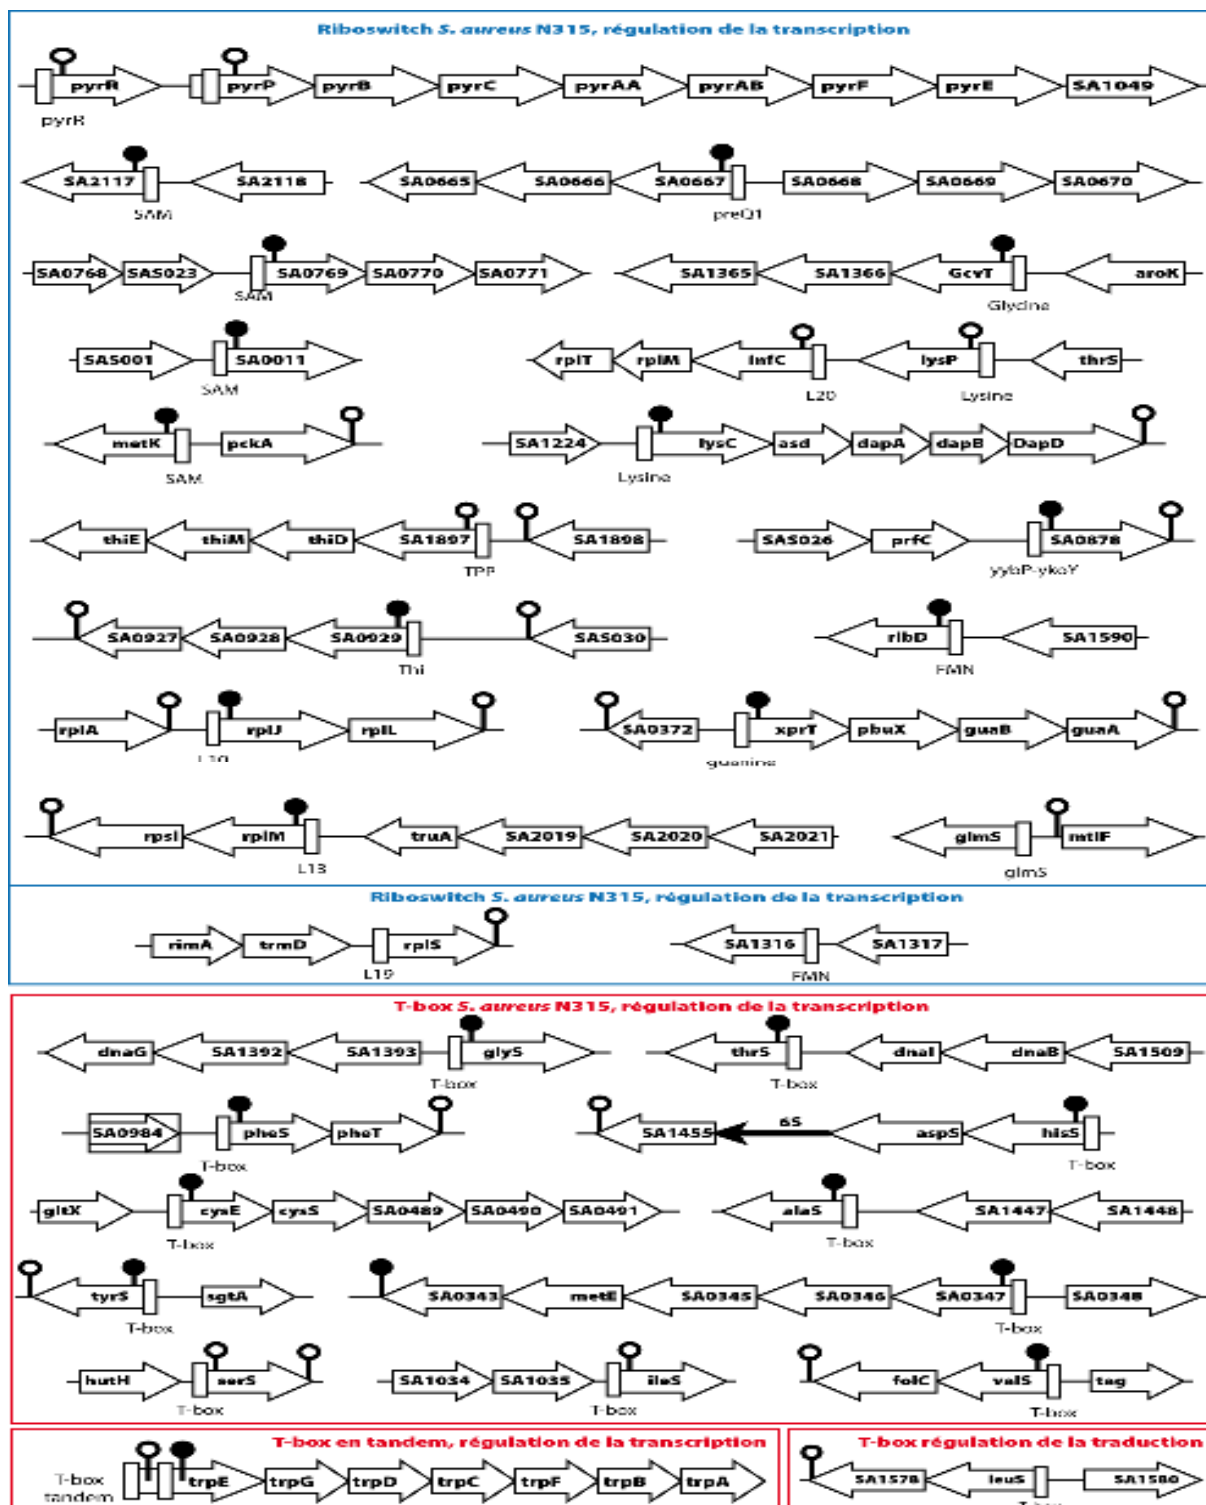 Riboswitch S. aureus N315, régulation de la transcription
pyrR pyrP pyrB pyrC pyrAA pyrAB pyrF pyrE SA1049
pyrR
SA2117 SA2118 SA0665 SA0666 SA0667 SA0668 SA0669 SA0670
SAM preQ1
SA0768 SAS023 SA0769 SA0770 SA0771 SA1365 SA1366 GcvT aroK
SAM Glycine
SAS001 SA0011 rplT rplM infC lysP thrS
SAM L20 Lysine
metK pckA SA1224 lysC asd dapA dapB DapD
SAM Lysine
thiE thiM thiD SA1897 SA1898 SAS026 prfC SA0878
TPP yybP-ykoY
SA0927 SA0928 SA0929 SAS030 ribD SA1590
Thi FMN
rplA rplJ rplL SA0372 xprT pbuX guaB guaA
L10 guanine
rpsI rplM truA SA2019 SA2020 SA2021 glmS mtlF
L13 glmS
Riboswitch S. aureus N315, régulation de la transcription
rimA trmD rplS SA1316 SA1317
L19 FMN
T-box S. aureus N315, régulation de la transcription
dnaG SA1392 SA1393 glyS thrS dnaI dnaB SA1509
T-box T-box
SA0984 pheS pheT SA1455 6S aspS hisS
T-box T-box
gltX cysE cysS SA0489 SA0490 SA0491 alaS SA1447 SA1448
T-box T-box
tyrS sgtA SA0343 metE SA0345 SA0346 SA0347 SA0348
T-box T-box
hutH serS SA1034 SA1035 ileS folC valS tag
T-box T-box T-box
T-box en tandem, régulation de la transcription
T-box tandem trpE trpG trpD trpC trpF trpB trpA
T-box régulation de la traduction
SA1578 leuS SA1580
T-box